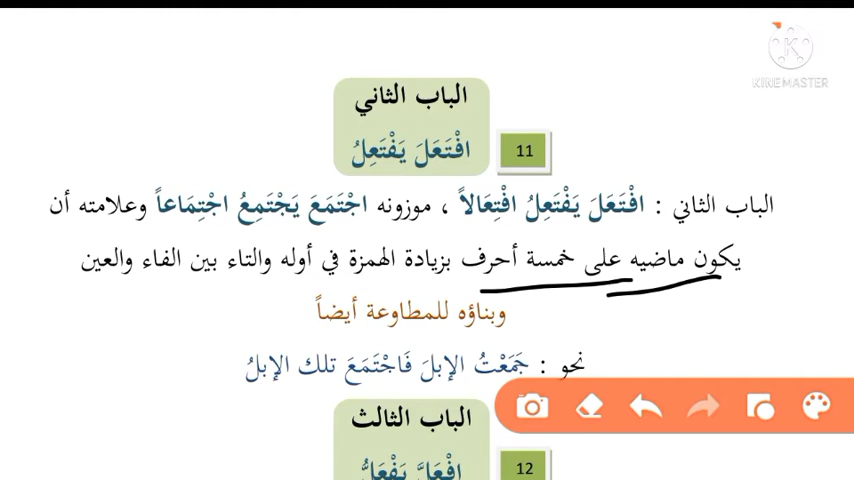 KINEMASTER
الباب الثاني
افْتَعَلَ يَفْتَعِلُ
11
الباب الثاني : افْتَعَلَ يَفْتَعِلُ افْتِعَالاً ، موزونه اجْتَمَعَ يَجْتَمِعُ اجْتِمَاعاً وعلامته أن
يكون ماضيه على خمسة أحرف بزيادة الهمزة في أوله والتاء بين الفاء والعين
وبناؤه للمطاوعة أيضاً
نحو : جَمَعْتُ الإبلَ فَاجْتَمَعَ تلك الإبلُ
الباب الثالث
افْعَلَّ يَفْعَلُّ
12